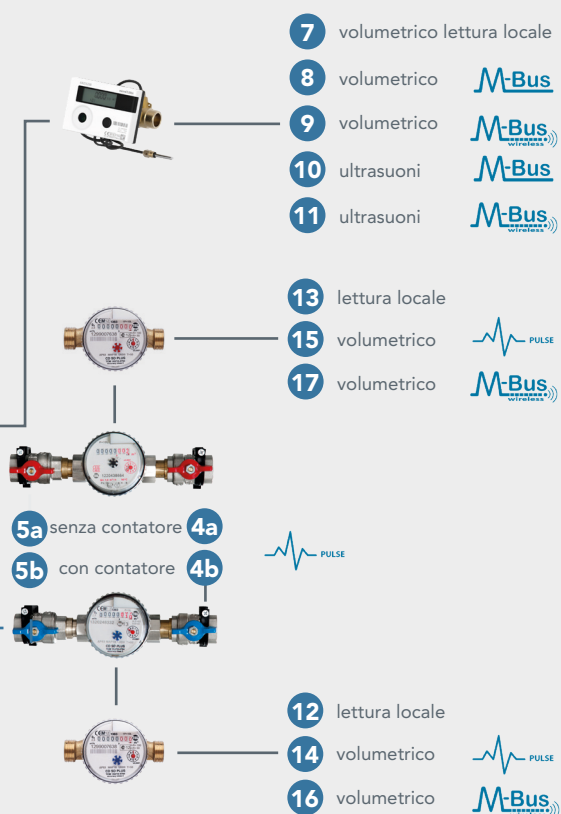 7 volumetrico lettura locale
8 volumetrico M-Bus
9 volumetrico M-Bus wireless
10 ultrasuoni M-Bus
11 ultrasuoni M-Bus wireless
13 lettura locale
15 volumetrico PULSE
17 volumetrico M-Bus wireless
5a senza contatore 4a
PULSE
5b con contatore 4b
12 lettura locale
14 volumetrico PULSE
16 volumetrico M-Bus